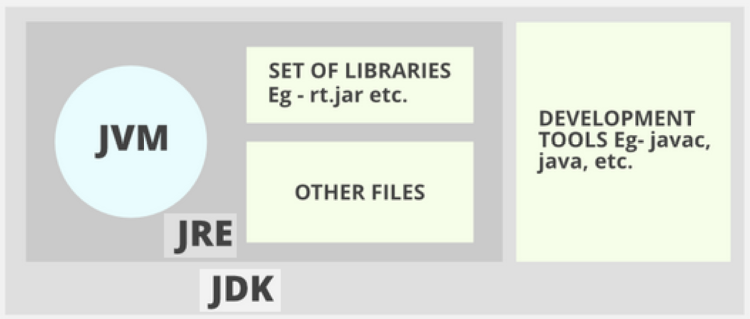 JVM
SET OF LIBRARIES
Eg - rt.jar etc.
OTHER FILES
JRE
DEVELOPMENT
TOOLS Eg- javac,
java, etc.
JDK